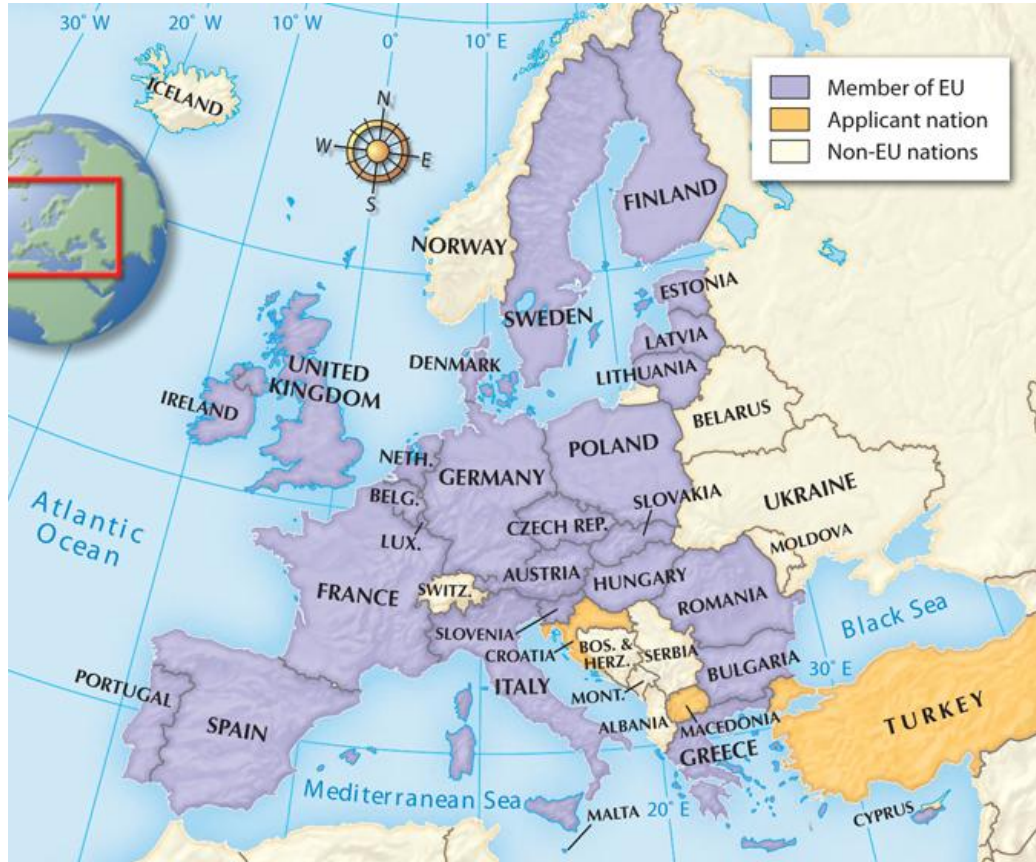 30° W
20° W
10° W
0°
10° E
ICELAND
N
W
E
S
Member of EU
Applicant nation
Non-EU nations
FINLAND
NORWAY
SWEDEN
ESTONIA
LATVIA
LITHUANIA
DENMARK
UNITED
KINGDOM
IRELAND
BELARUS
POLAND
NETH.
GERMANY
BELG.
SLOVAKIA
UKRAINE
CZECH REP.
LUX.
MOLDOVA
Atlantic
Ocean
AUSTRIA
HUNGARY
FRANCE
SWITZ.
ROMANIA
Black Sea
SLOVENIA
CROATIA
BOS. &
HERZ.
SERBIA
BULGARIA
30° E
ITALY
MONT.
PORTUGAL
SPAIN
ALBANIA
MACEDONIA
GREECE
TURKEY
Mediterranean Sea
MALTA
20° E
CYPRUS